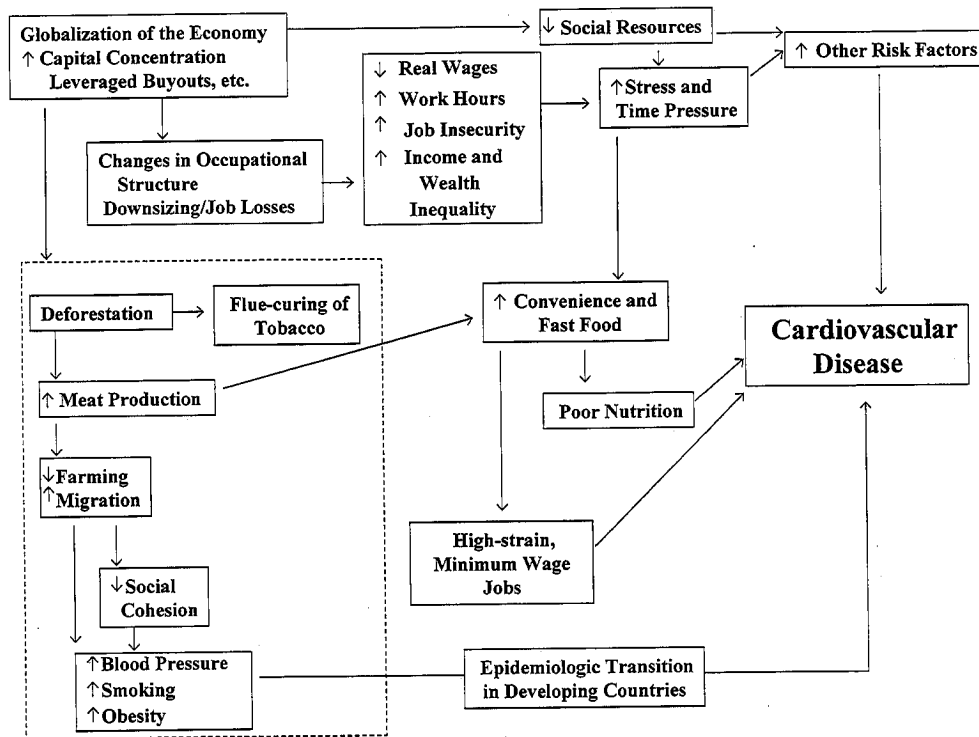 Globalization of the Economy
↑ Capital Concentration
Leveraged Buyouts, etc.
↓ Social Resources
↑ Other Risk Factors
↓ Real Wages
↑ Work Hours
↑ Job Insecurity
↑ Income and
Wealth
Inequality
↑ Stress and
Time Pressure
Changes in Occupational
Structure
Downsizing/Job Losses
Deforestation
Flue-curing of
Tobacco
↑ Convenience and
Fast Food
Cardiovascular
Disease
↑ Meat Production
Poor Nutrition
↓ Farming
↑ Migration
High-strain,
Minimum Wage
Jobs
↓ Social
Cohesion
↑ Blood Pressure
↑ Smoking
↑ Obesity
Epidemiologic Transition
in Developing Countries